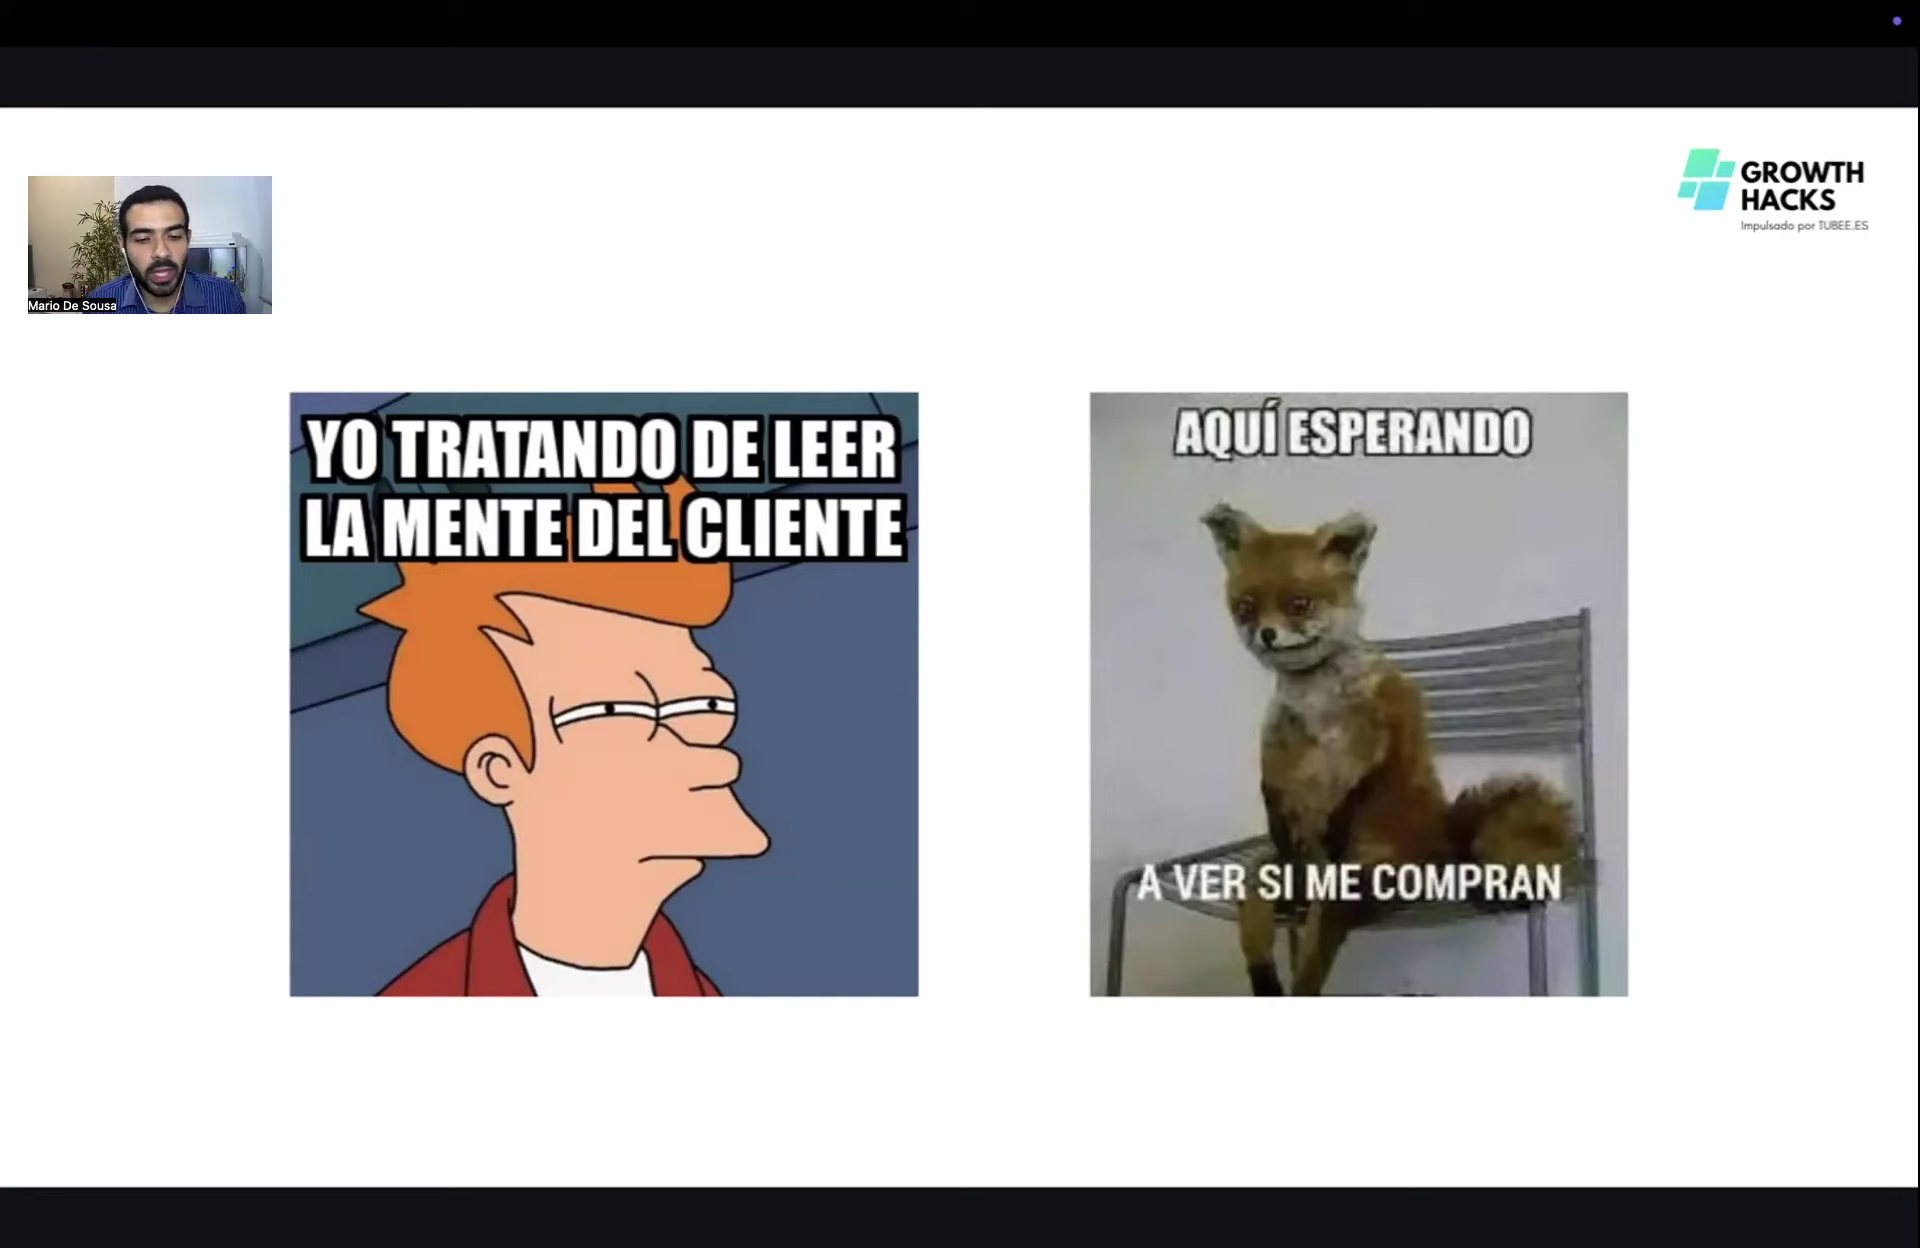 GROWTH
HACKS
Impulsado por TUBEE.ES
Mario De Sousa
YO TRATANDO DE LEER
LA MENTE DEL CLIENTE
AQUÍ ESPERANDO
A VER SI ME COMPRAN